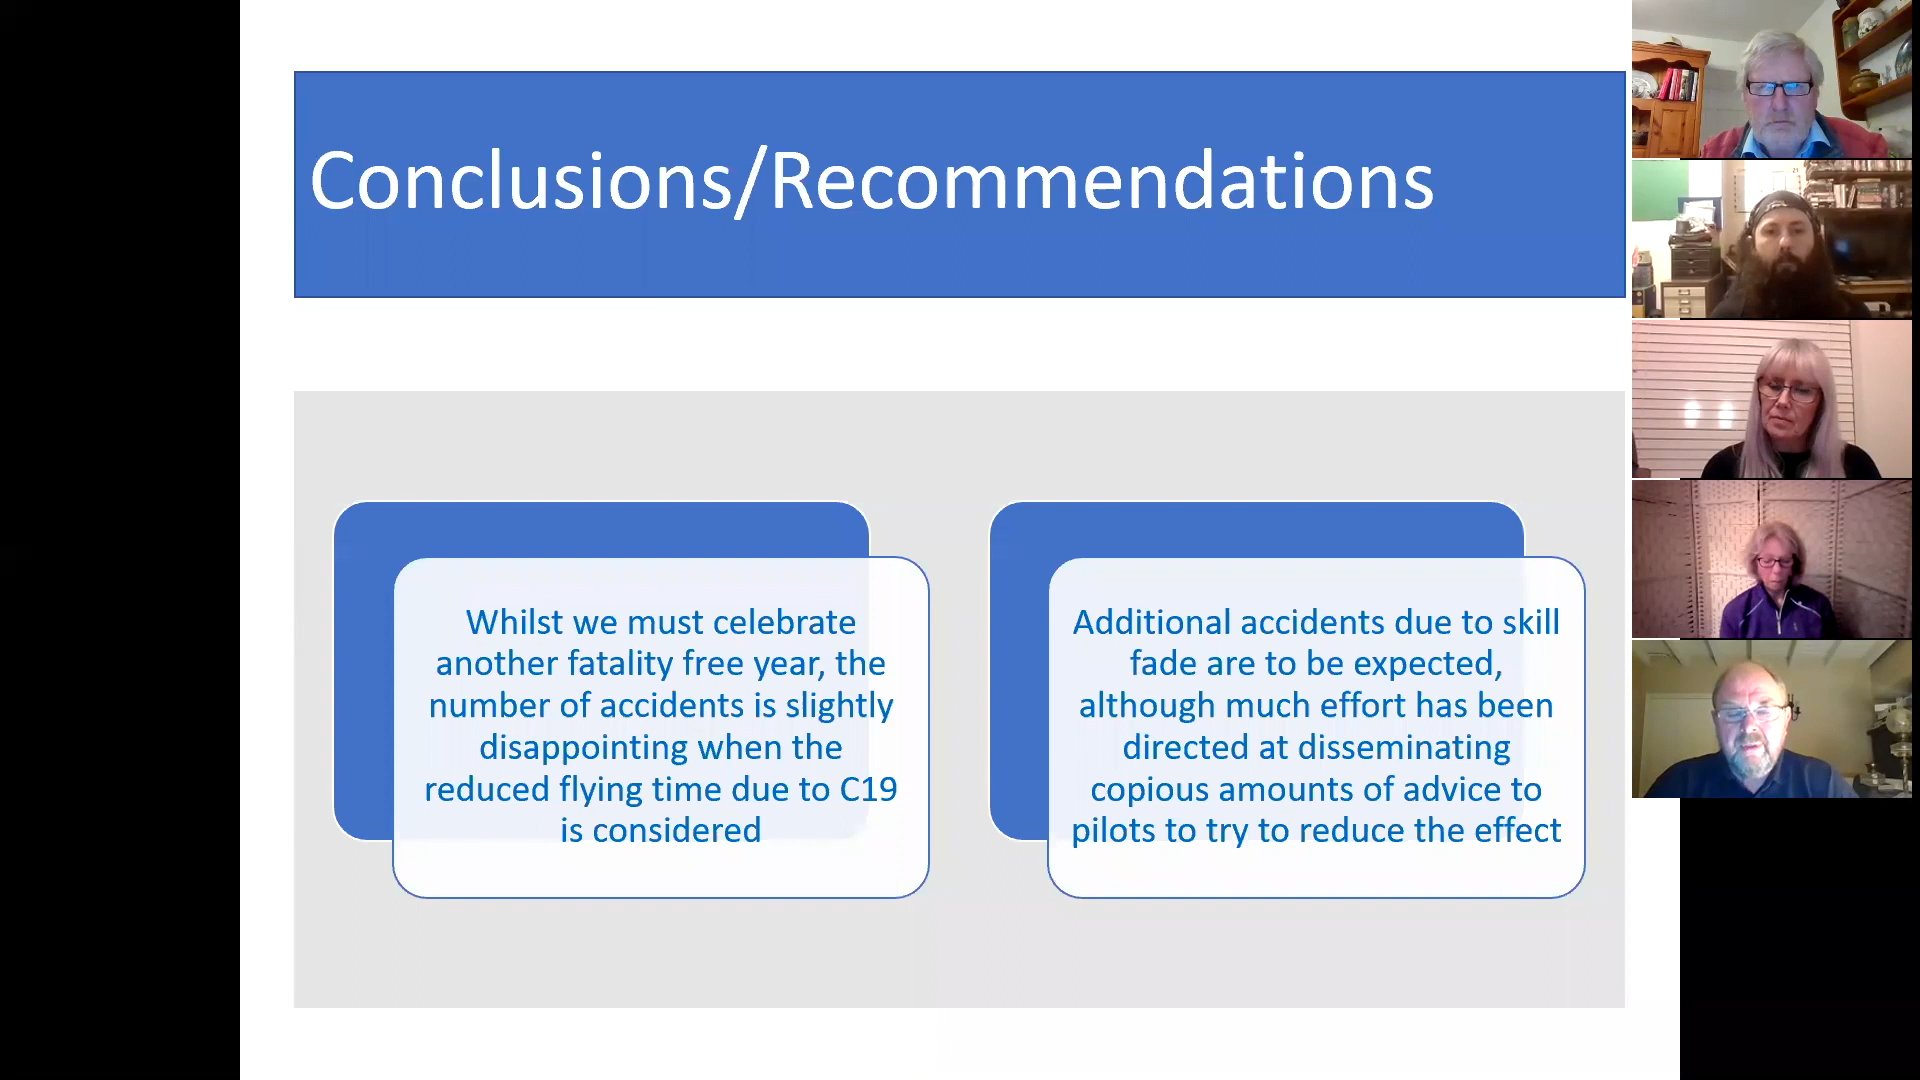 Conclusions/Recommendations
Whilst we must celebrate
another fatality free year, the
number of accidents is slightly
disappointing when the
reduced flying time due to C19
is considered
Additional accidents due to skill
fade are to be expected,
although much effort has been
directed at disseminating
copious amounts of advice to
pilots to try to reduce the effect